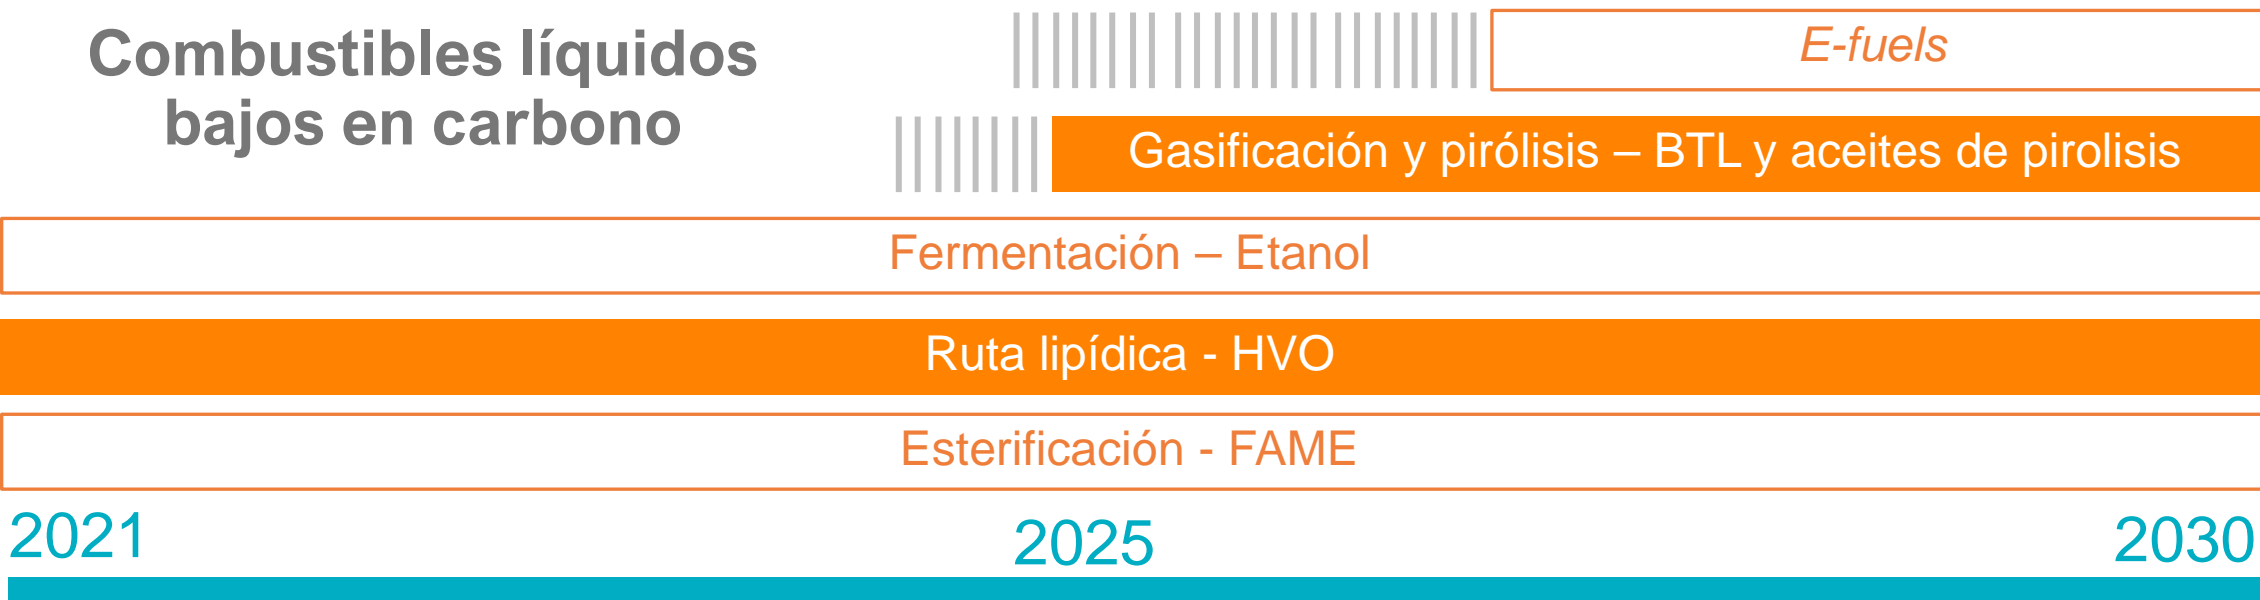 Combustibles líquidos
bajos en carbono
E-fuels
Gasificación y pirólisis – BTL y aceites de pirolisis
Fermentación – Etanol
Ruta lipídica - HVO
Esterificación - FAME
2021
2025
2030